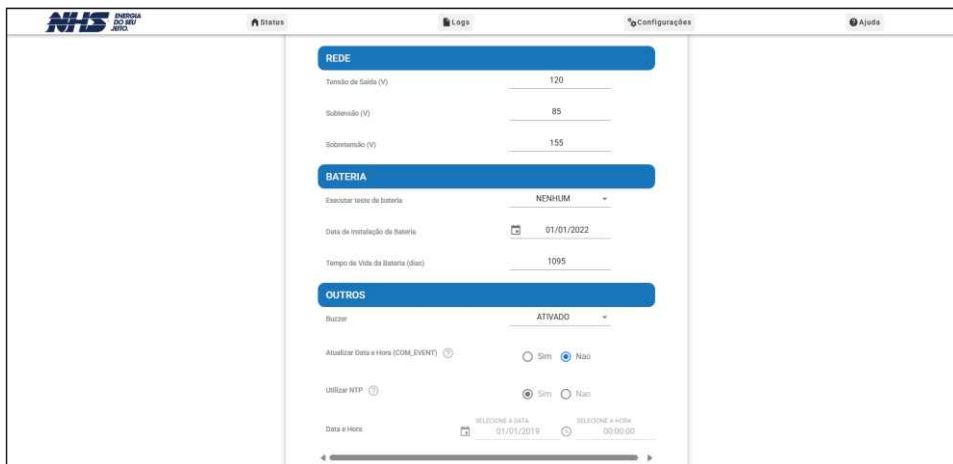 NHS ENERGIA DO SEU JEITO.
Status
Logs
Configurações
Ajuda
REDE
Tensão de Saída (V) 120
Subtensão (V) 85
Sobretensão (V) 155
BATERIA
Executar teste de bateria NENHUM
Data de Instalação da Bateria 01/01/2022
Tempo de Vida da Bateria (dias) 1095
OUTROS
Buzzer ATIVADO
Atualizar Data e Hora (COM_EVENT) ? Sim Nao
Utilizar NTP ? Sim Nao
SELECIONE A DATA SELECIONE A HORA
Data e Hora 01/01/2019 00:00:00